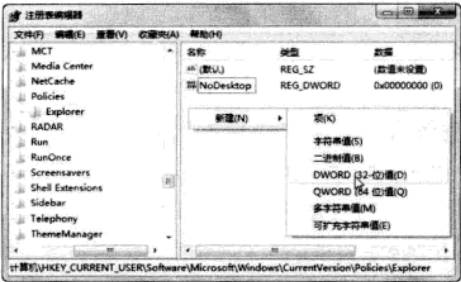 注册表编辑器
文件(F) 编辑(E) 查看(V) 收藏夹(A) 帮助(H)
MCT
Media Center
NetCache
Policies
Explorer
RADAR
Run
RunOnce
Screensavers
Shell Extensions
Sidebar
Telephony
ThemeManager
名称 类型 数据
ab (默认) REG_SZ (数值未设置)
NoDesktop REG_DWORD 0x00000000 (0)
新建(N)
项(K)
字符串值(S)
二进制值(B)
DWORD (32-位)值(D)
QWORD (64 位)值(Q)
多字符串值(M)
可扩充字符串值(E)
计算机\HKEY_CURRENT_USER\Software\Microsoft\Windows\CurrentVersion\Policies\Explorer